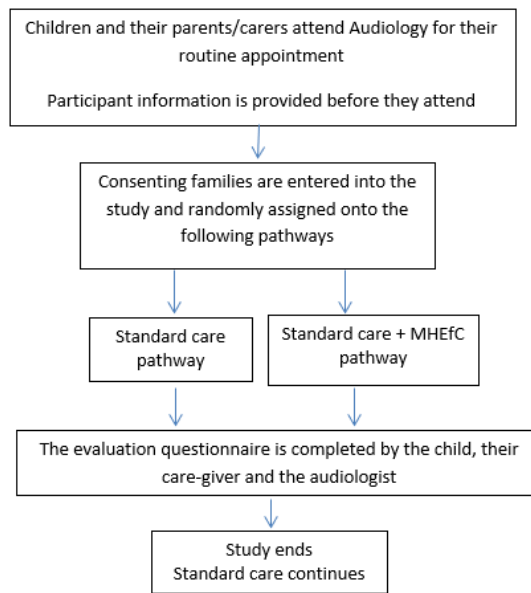 Children and their parents/carers attend Audiology for their
routine appointment
Participant information is provided before they attend
Consenting families are entered into the
study and randomly assigned onto the
following pathways
Standard care
pathway
Standard care + MHEfC
pathway
The evaluation questionnaire is completed by the child, their
care-giver and the audiologist
Study ends
Standard care continues